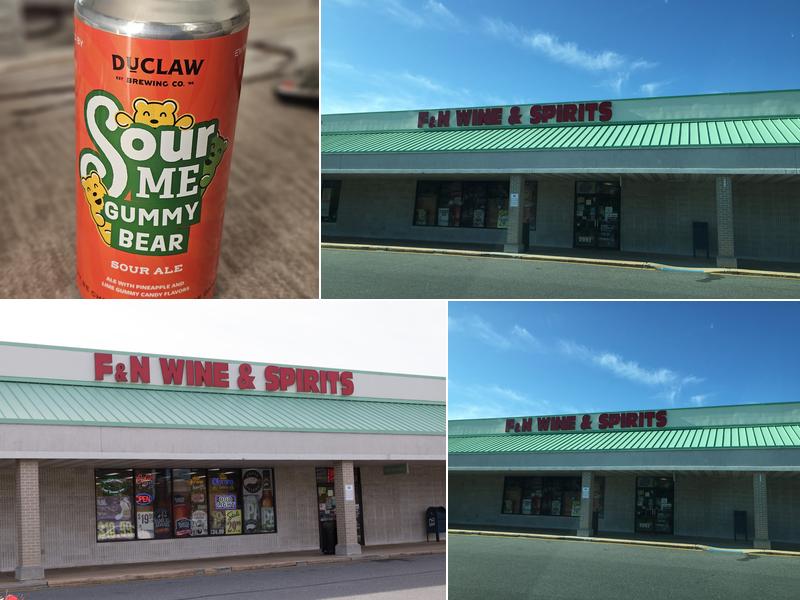 DUCLAW
BREWING CO.
Sour
ME
GUMMY
BEAR
SOUR ALE
ALE WITH PINEAPPLE AND
LIME GUMMY CANDY FLAVORS
F&N WINE & SPIRITS
F&N WINE & SPIRITS
OPEN
F&N WINE & SPIRITS